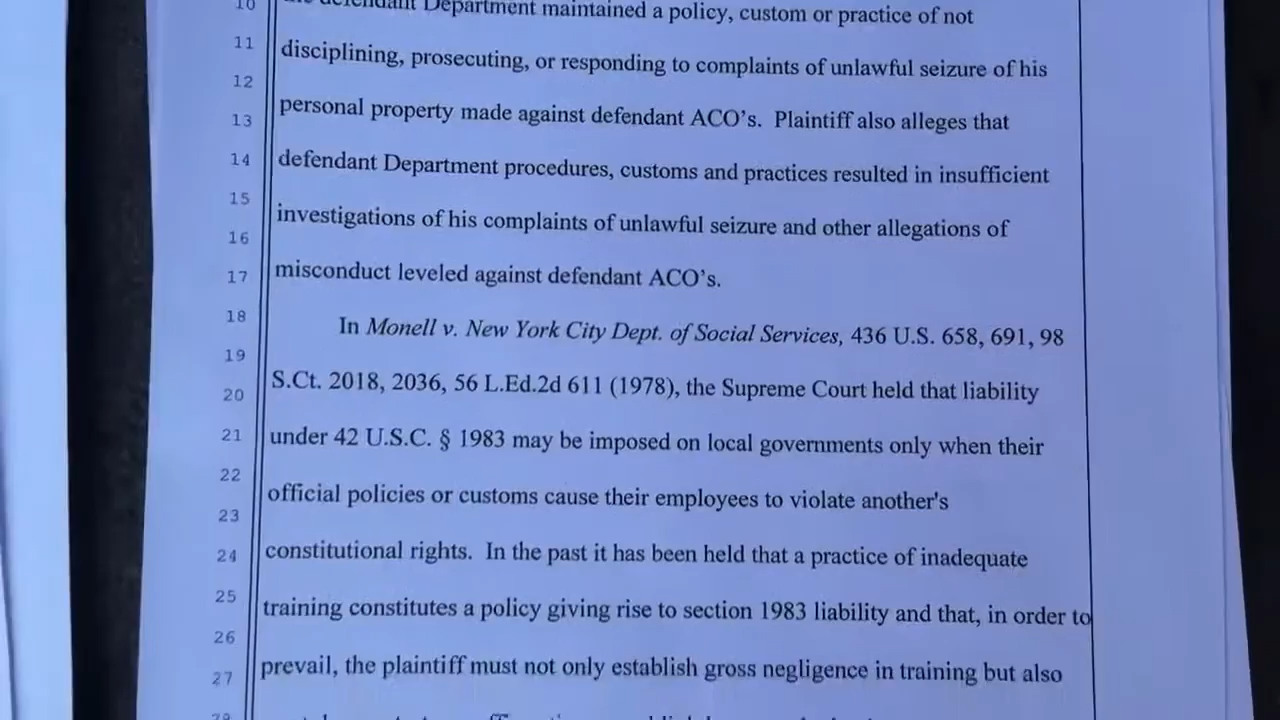 10
defendant Department maintained a policy, custom or practice of not
11
disciplining, prosecuting, or responding to complaints of unlawful seizure of his
12
personal property made against defendant ACO's. Plaintiff also alleges that
13
14
defendant Department procedures, customs and practices resulted in insufficient
15
investigations of his complaints of unlawful seizure and other allegations of
16
misconduct leveled against defendant ACO's.
17
18
In Monell v. New York City Dept. of Social Services, 436 U.S. 658, 691, 98
19
S.Ct. 2018, 2036, 56 L.Ed.2d 611 (1978), the Supreme Court held that liability
20
21
under 42 U.S.C. § 1983 may be imposed on local governments only when their
22
official policies or customs cause their employees to violate another's
23
24
constitutional rights. In the past it has been held that a practice of inadequate
25
training constitutes a policy giving rise to section 1983 liability and that, in order to
26
prevail, the plaintiff must not only establish gross negligence in training but also
27